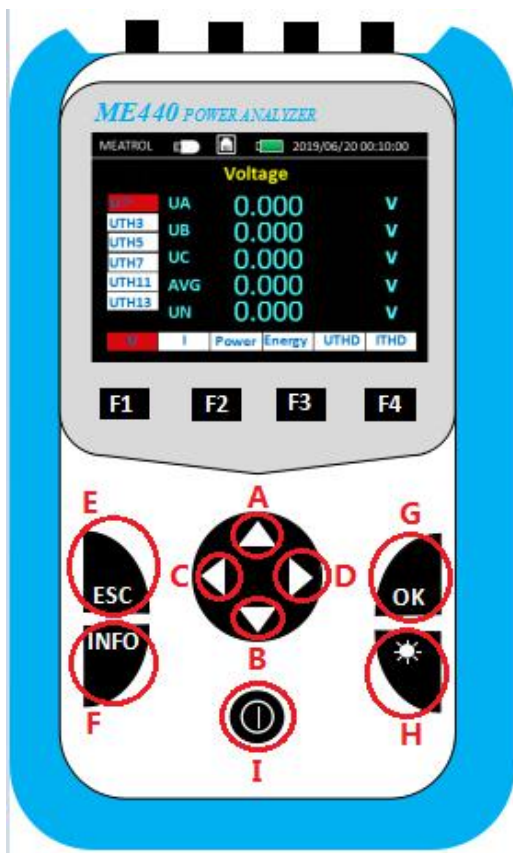 ME440 POWER ANALYZER
MEATROL 2019/06/20 00:10:00
Voltage
UA 0.000 V
UTH3
UB 0.000 V
UTH5
UTH7
UC 0.000 V
UTH11
AVG 0.000 V
UTH13
UN 0.000 V
I Power Energy UTHD ITHD
F1 F2 F3 F4
E A G
C D
ESC OK
INFO
B
F H
I